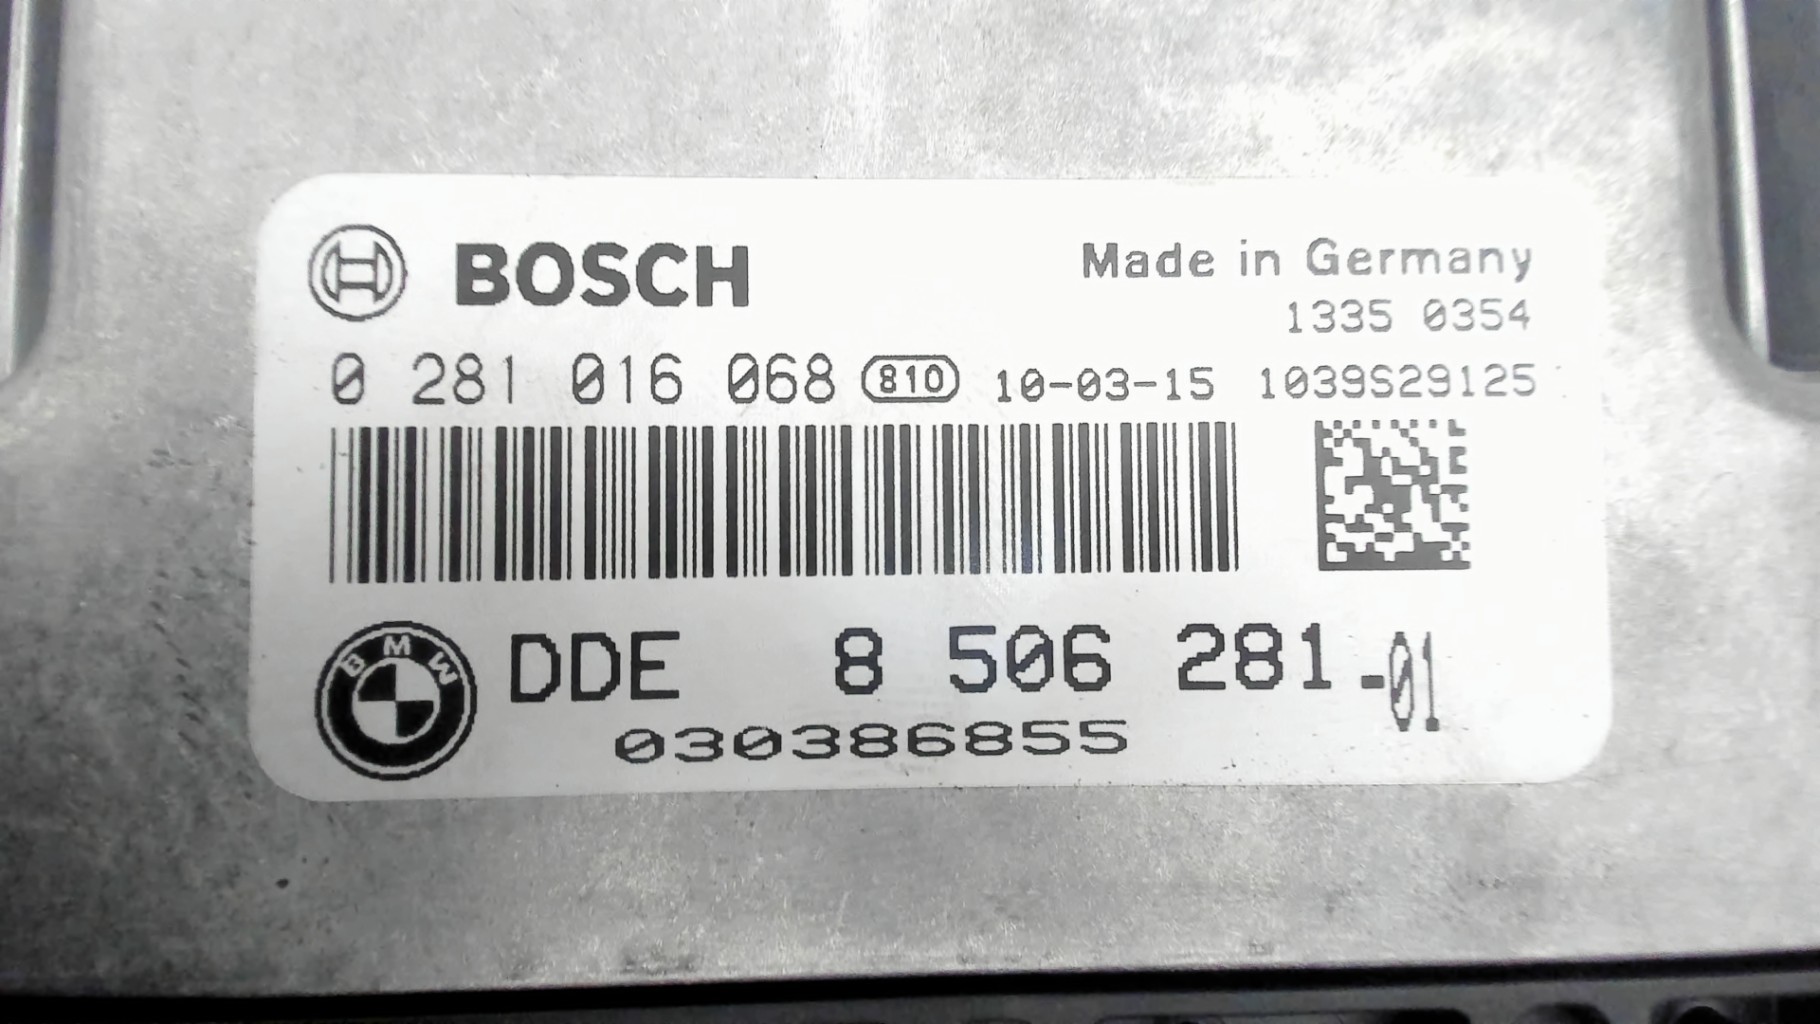 BOSCH
Made in Germany
1335 0354
0 281 016 068 810 10-03-15 1039S29125
BMW
DDE 8 506 281-01
030386855